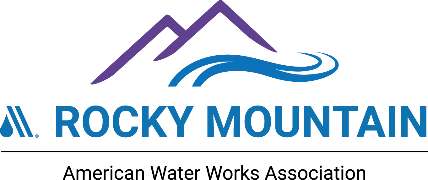 ROCKY MOUNTAIN
American Water Works Association